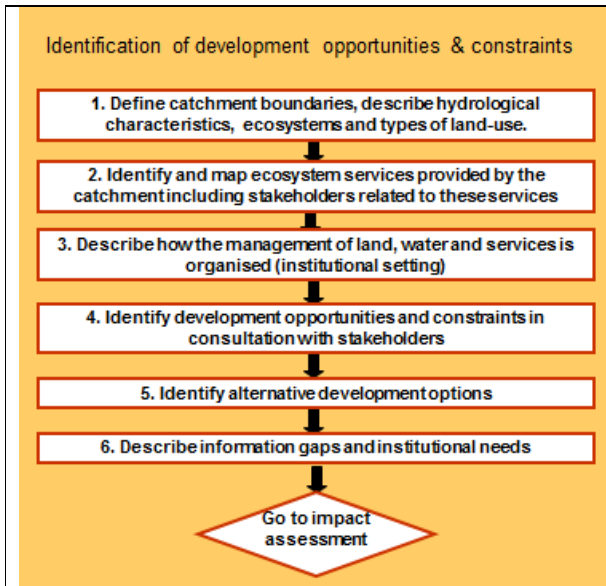 Identification of development opportunities & constraints
1. Define catchment boundaries, describe hydrological
characteristics, ecosystems and types of land-use.
2. Identify and map ecosystem services provided by the
catchment including stakeholders related to these services
3. Describe how the management of land, water and services is
organised (institutional setting)
4. Identify development opportunities and constraints in
consultation with stakeholders
5. Identify alternative development options
6. Describe information gaps and institutional needs
Go to impact
assessment